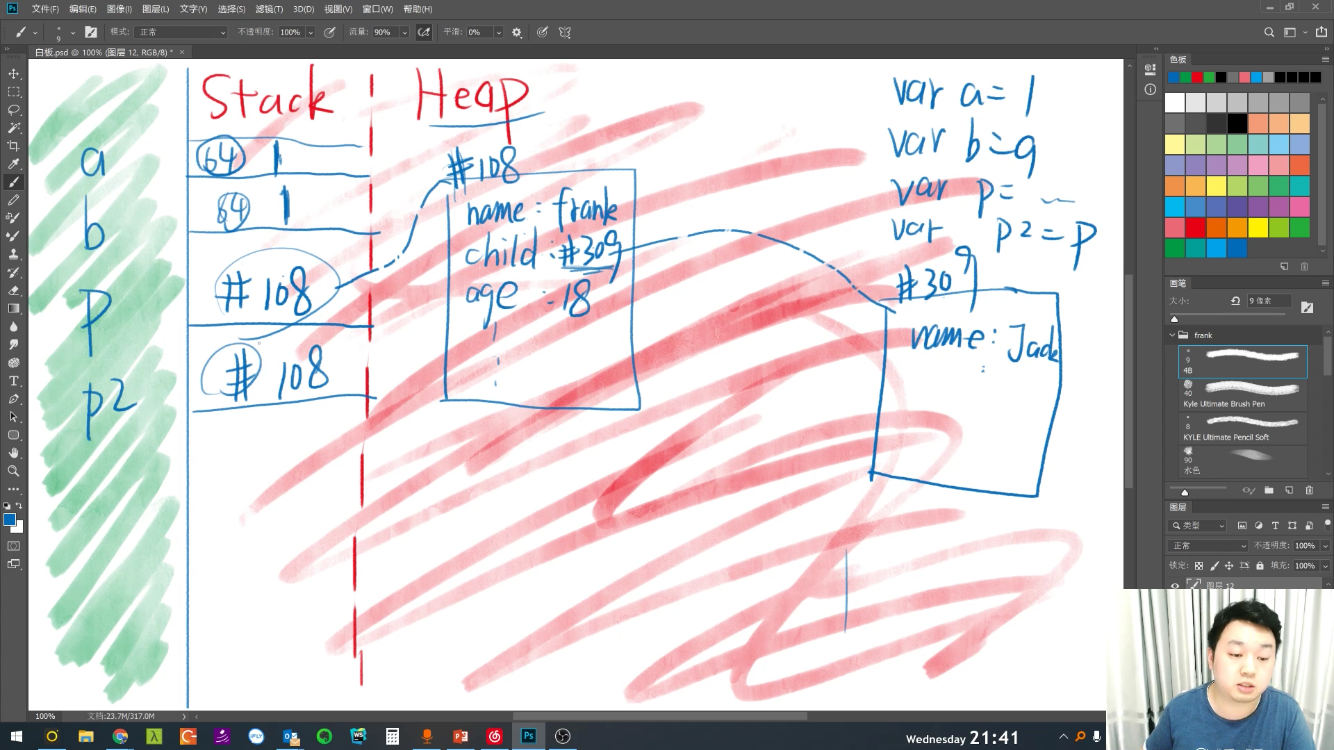 文件(F) 编辑(E) 图像(I) 图层(L) 文字(Y) 选择(S) 滤镜(T) 3D(D) 视图(V) 窗口(W) 帮助(H)
9 模式: 正常 不透明度: 100% 流量: 90% 平滑: 0%
白板.psd @ 100% (图层 12, RGB/8) *
Stack Heap
a
b
p
p2
64 1
64 1
#108
#108
#108
name: frank
child: #309
age: 18
var a=1
var b=a
var p=
var p2=p
#309
name: Jack
色板
画笔
大小: 9 像素
frank
9
4B
40
Kyle Ultimate Brush Pen
8
KYLE Ultimate Pencil Soft
90
水色
图层
类型
正常 不透明度: 100%
锁定: 填充: 100%
图层 12
100% 文档:23.7M/317.0M
Wednesday 21:41